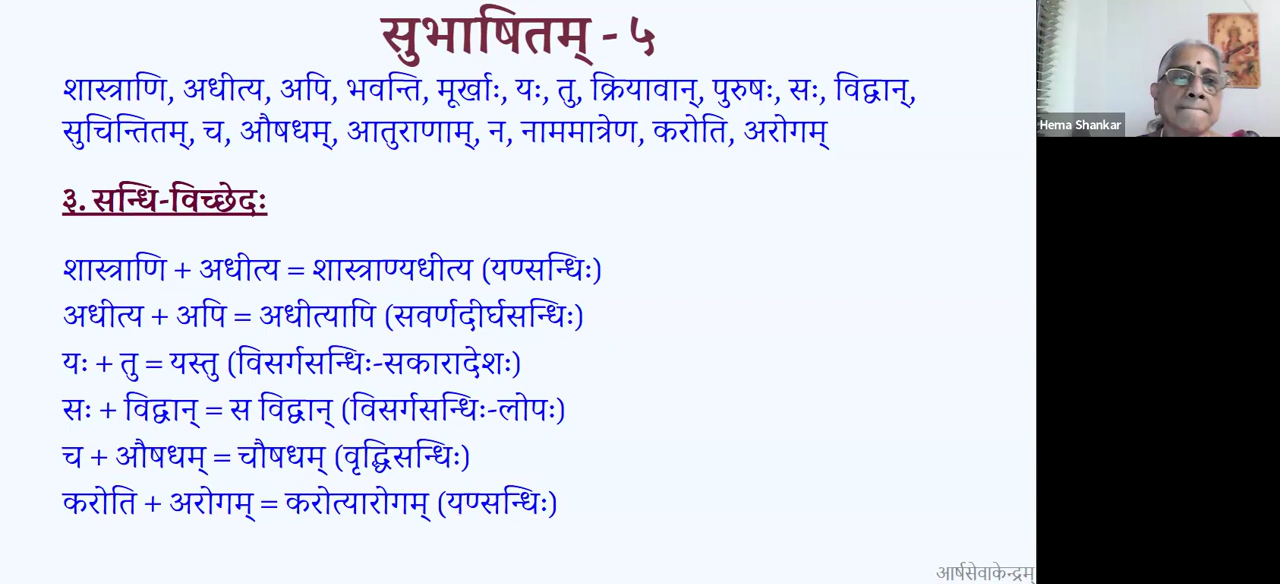 सुभाषितम् - ५
शास्त्राणि, अधीत्य, अपि, भवन्ति, मूर्खाः, यः, तु, क्रियावान्, पुरुषः, सः, विद्वान्,
सुचिन्तितम्, च, औषधम्, आतुराणाम्, न, नाममात्रेण, करोति, अरोगम्
३. सन्धि-विच्छेदः
शास्त्राणि + अधीत्य = शास्त्राण्यधीत्य (यण्सन्धिः)
अधीत्य + अपि = अधीत्यापि (सवर्णदीर्घसन्धिः)
यः + तु = यस्तु (विसर्गसन्धिः-सकारादेशः)
सः + विद्वान् = स विद्वान् (विसर्गसन्धिः-लोपः)
च + औषधम् = चौषधम् (वृद्धिसन्धिः)
करोति + अरोगम् = करोत्यारोगम् (यण्सन्धिः)
आर्षसेवाकेन्द्रम्
Hema Shankar